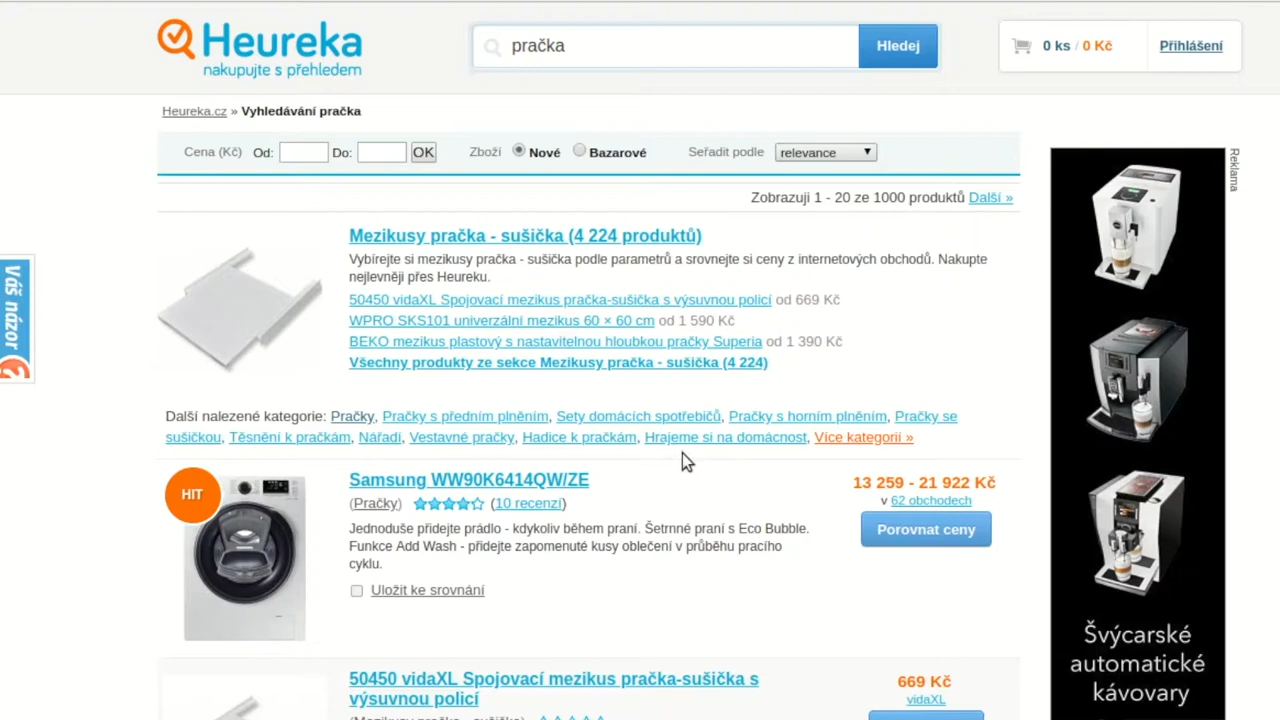 Heureka
nakupujte s přehledem
pračka
Hledej
0 ks / 0 Kč
Přihlášení
Heureka.cz » Vyhledávání pračka
Cena (Kč) Od: Do: OK Zboží Nové Bazarové Seřadit podle relevance
Reklama
Zobrazuji 1 - 20 ze 1000 produktů Další »
Mezikusy pračka - sušička (4 224 produktů)
Vybírejte si mezikusy pračka - sušička podle parametrů a srovnejte si ceny z internetových obchodů. Nakupte
nejlevněji přes Heureku.
50450 vidaXL Spojovací mezikus pračka-sušička s výsuvnou policí od 669 Kč
WPRO SKS101 univerzální mezikus 60 × 60 cm od 1 590 Kč
BEKO mezikus plastový s nastavitelnou hloubkou pračky Superia od 1 390 Kč
Všechny produkty ze sekce Mezikusy pračka - sušička (4 224)
Váš názor
Další nalezené kategorie: Pračky, Pračky s předním plněním, Sety domácích spotřebičů, Pračky s horním plněním, Pračky se
sušičkou, Těsnění k pračkám, Nářadí, Vestavné pračky, Hadice k pračkám, Hrajeme si na domácnost, Více kategorií »
HIT
Samsung WW90K6414QW/ZE
(Pračky) (10 recenzí)
Jednoduše přidejte prádlo - kdykoliv během praní. Šetrnné praní s Eco Bubble.
Funkce Add Wash - přidejte zapomenuté kusy oblečení v průběhu pracího
cyklu.
Uložit ke srovnání
13 259 - 21 922 Kč
v 62 obchodech
Porovnat ceny
50450 vidaXL Spojovací mezikus pračka-sušička s
výsuvnou policí
(Mezikusy pračka - sušička)
669 Kč
vidaXL
Švýcarské
automatické
kávovary